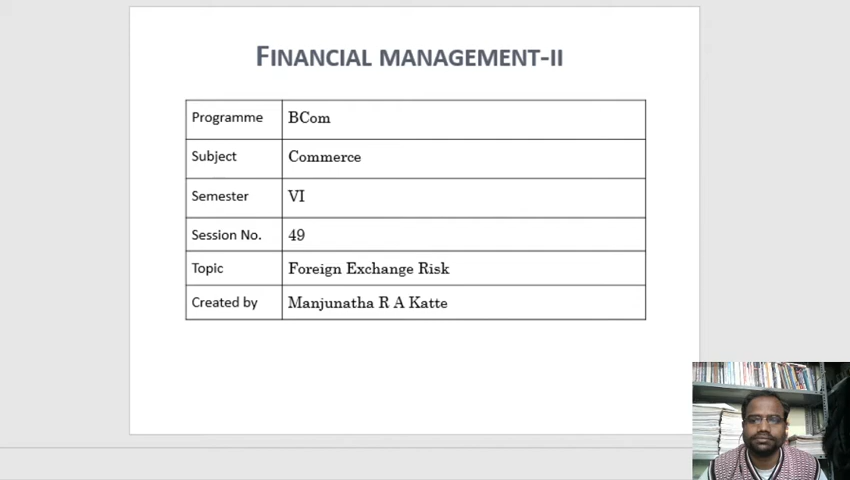 FINANCIAL MANAGEMENT-II
Programme BCom
Subject Commerce
Semester VI
Session No. 49
Topic Foreign Exchange Risk
Created by Manjunatha R A Katte